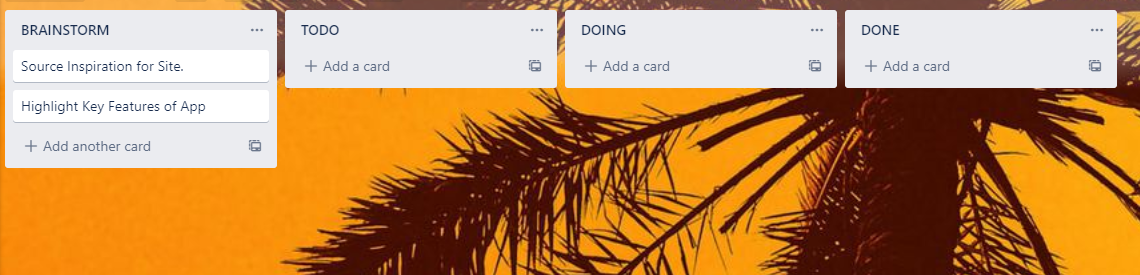 BRAINSTORM
Source Inspiration for Site.
Highlight Key Features of App
Add another card
TODO
Add a card
DOING
Add a card
DONE
Add a card